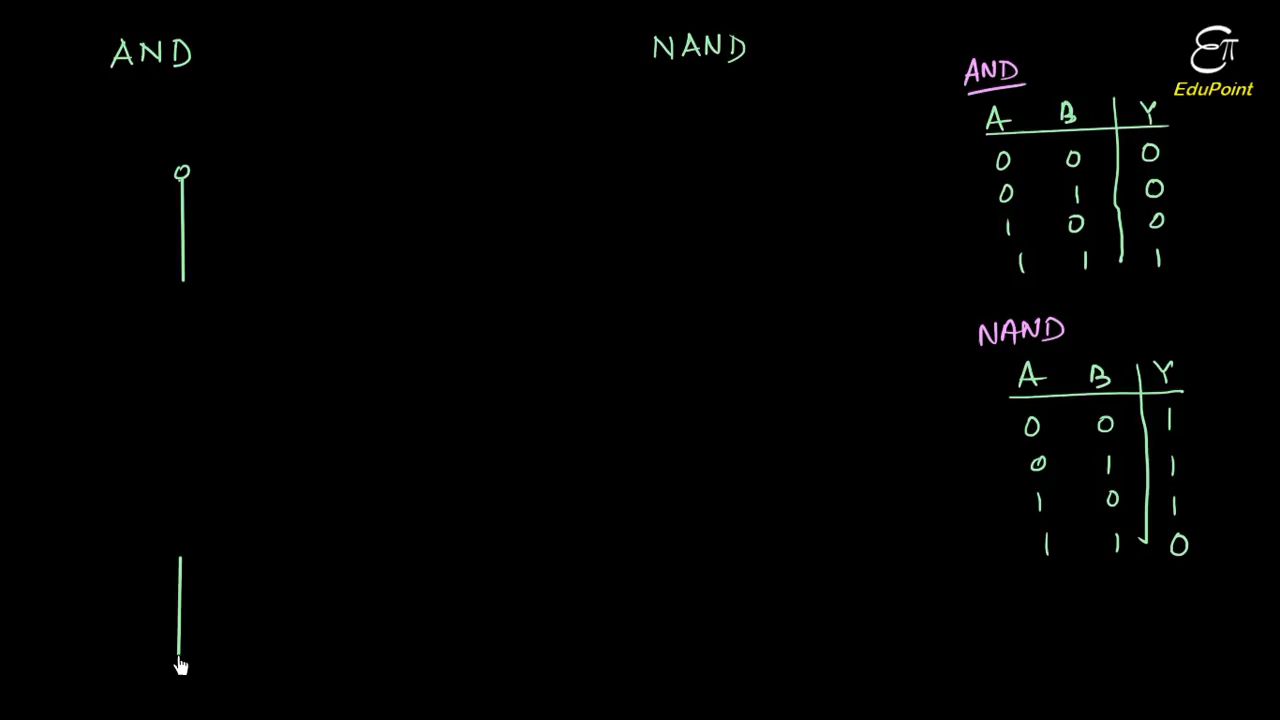 AND
NAND
επ
EduPoint
AND
A B Y
0 0 0
0 1 0
1 0 0
1 1 1
NAND
A B Y
0 0 1
0 1 1
1 0 1
1 1 0